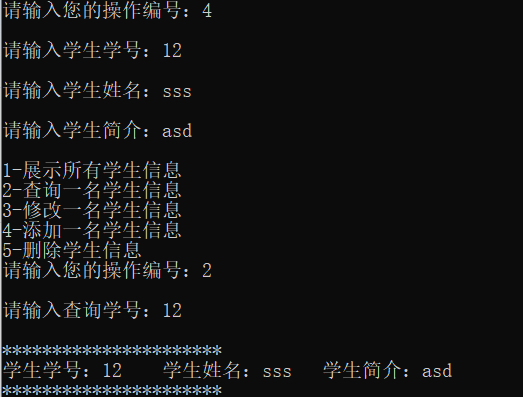 请输入您的操作编号：4
请输入学生学号：12
请输入学生姓名：sss
请输入学生简介：asd
1-展示所有学生信息
2-查询一名学生信息
3-修改一名学生信息
4-添加一名学生信息
5-删除学生信息
请输入您的操作编号：2
请输入查询学号：12
**********************
学生学号：12    学生姓名：sss   学生简介：asd
**********************